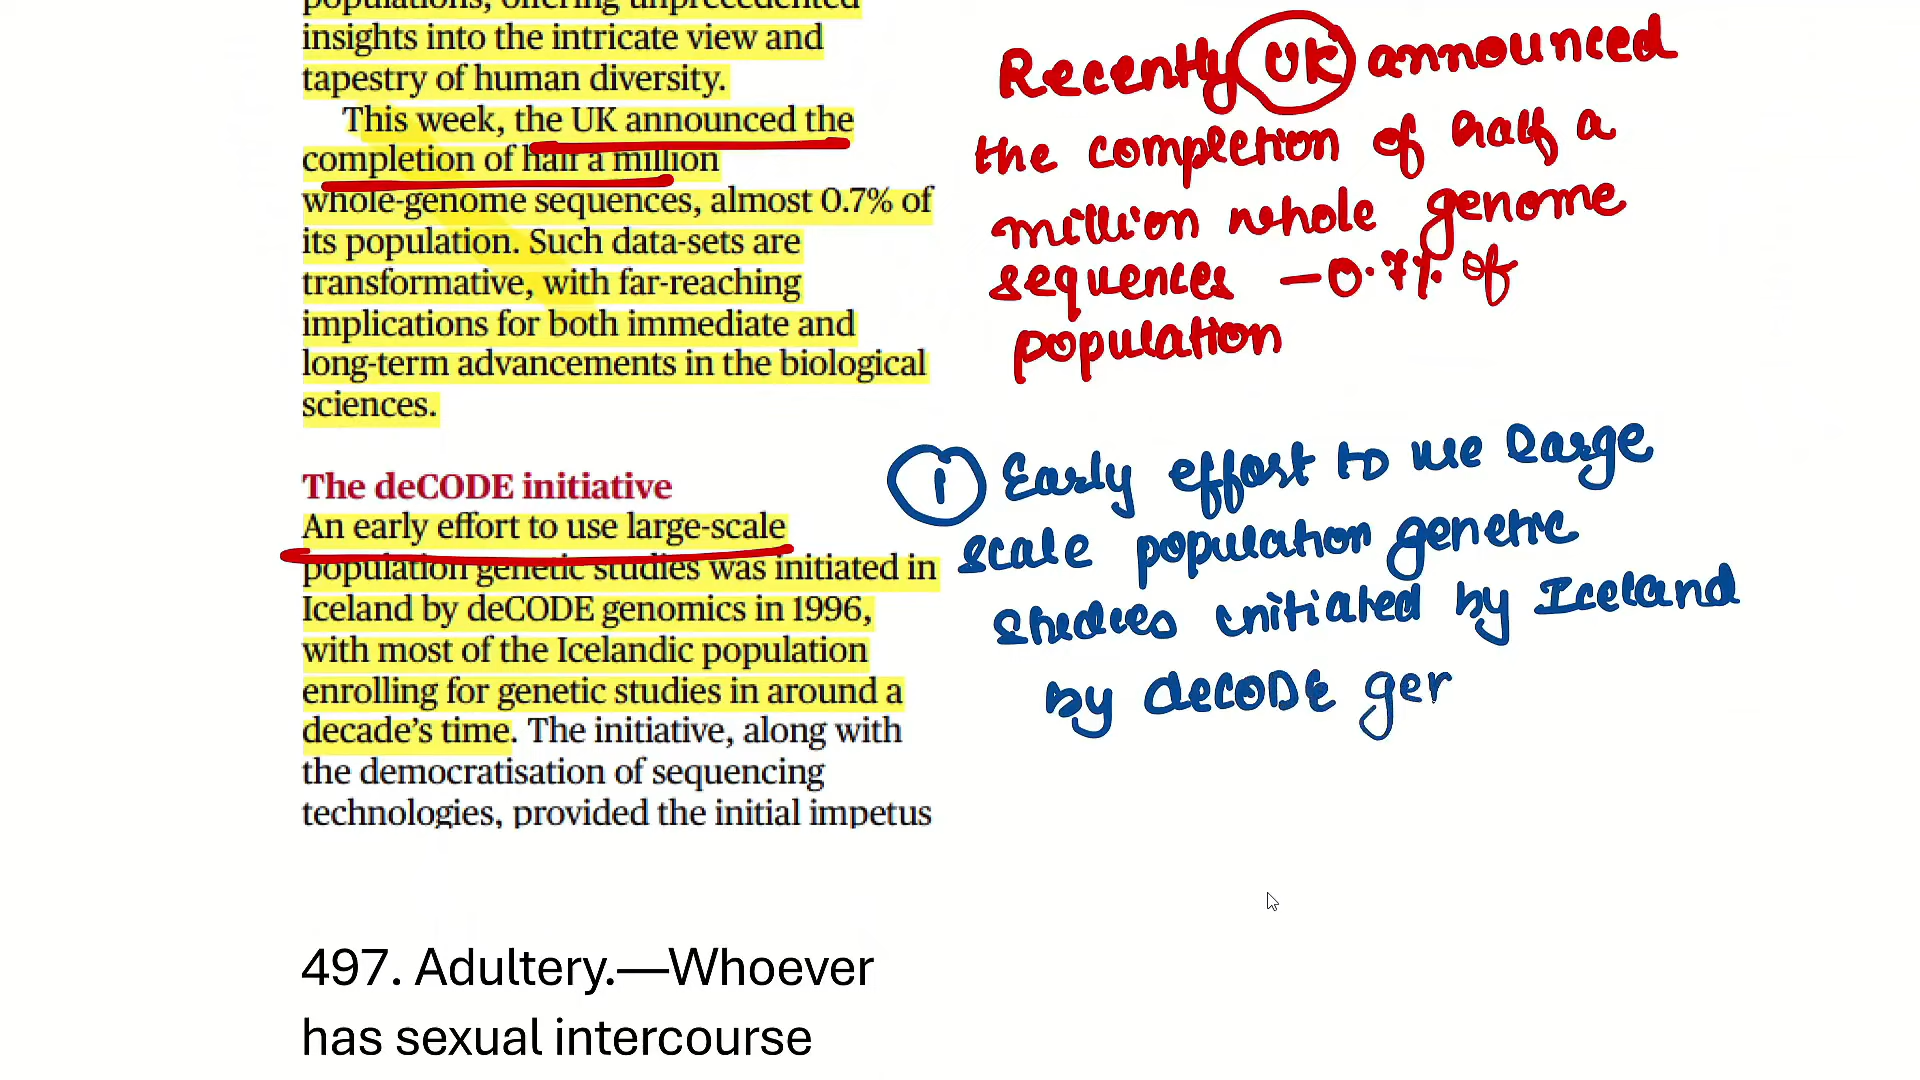 populations, offering unprecedented
insights into the intricate view and
tapestry of human diversity.
This week, the UK announced the
completion of half a million
whole-genome sequences, almost 0.7% of
its population. Such data-sets are
transformative, with far-reaching
implications for both immediate and
long-term advancements in the biological
sciences.
The deCODE initiative
An early effort to use large-scale
population genetic studies was initiated in
Iceland by deCODE genomics in 1996,
with most of the Icelandic population
enrolling for genetic studies in around a
decade's time. The initiative, along with
the democratisation of sequencing
technologies, provided the initial impetus
497. Adultery.—Whoever
has sexual intercourse
Recently UK announced
the completion of half a
million whole genome
sequences – 0.7% of
population
1 Early effort to use large
scale population genetic
studies initiated by Iceland
by decODE ger